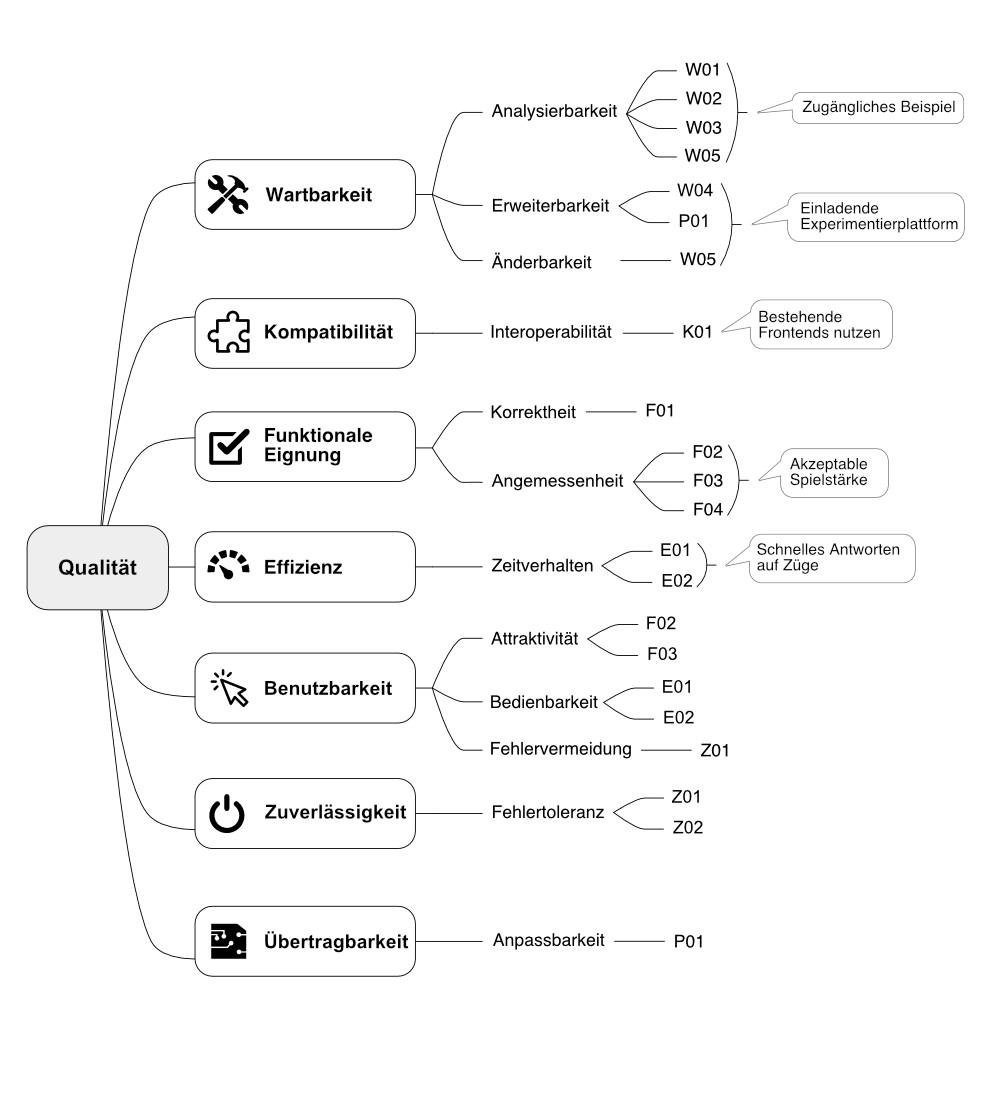 Qualität
Wartbarkeit
Analysierbarkeit
W01
W02
W03
W05
Zugängliches Beispiel
Erweiterbarkeit
W04
P01
Änderbarkeit
W05
Einladende
Experimentierplattform
Kompatibilität
Interoperabilität
K01
Bestehende
Frontends nutzen
Funktionale
Eignung
Korrektheit
F01
Angemessenheit
F02
F03
F04
Akzeptable
Spielstärke
Effizienz
Zeitverhalten
E01
E02
Schnelles Antworten
auf Züge
Benutzbarkeit
Attraktivität
F02
F03
Bedienbarkeit
E01
E02
Fehlervermeidung
Z01
Zuverlässigkeit
Fehlertoleranz
Z01
Z02
Übertragbarkeit
Anpassbarkeit
P01